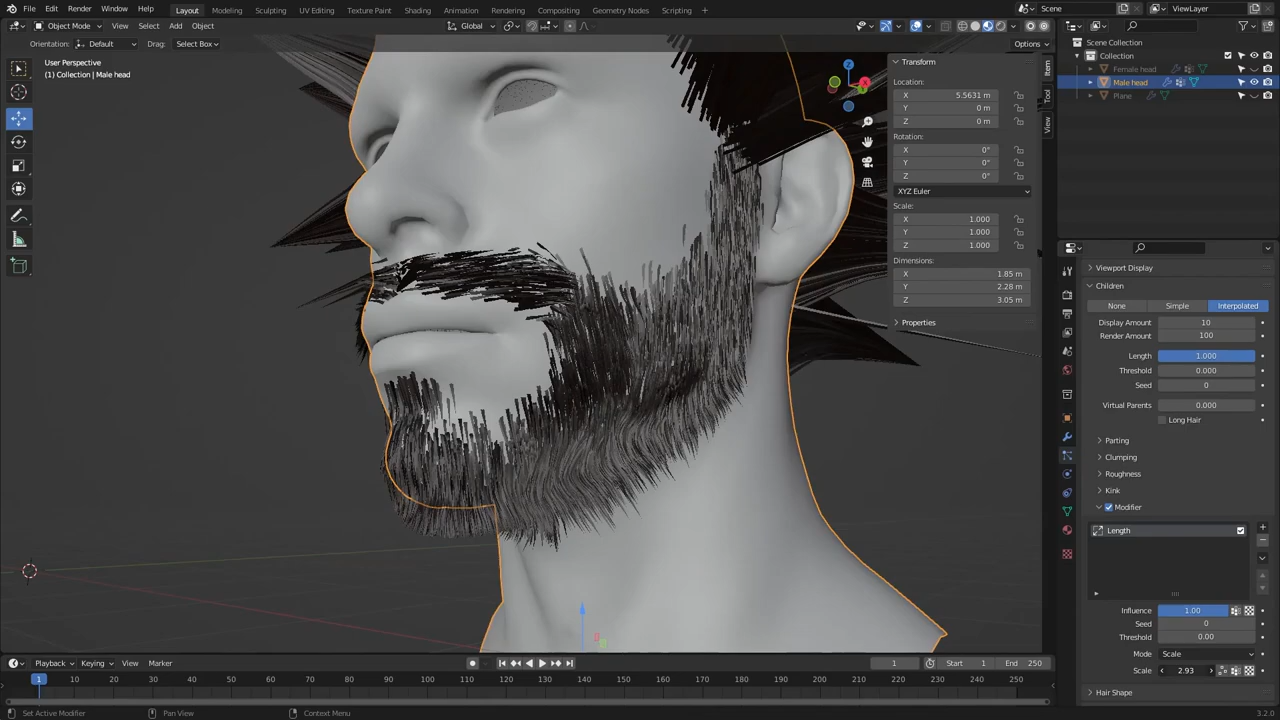 File Edit Render Window Help Layout Modeling Sculpting UV Editing Texture Paint Shading Animation Rendering Compositing Geometry Nodes Scripting Scene ViewLayer
Object Mode View Select Add Object Global
Orientation: Default Drag: Select Box Options
User Perspective
(1) Collection | Male head
Scene Collection
Collection
Female head
Male head
Plane
Transform
Location:
X 5.5631 m
Y 0 m
Z 0 m
Rotation:
X 0°
Y 0°
Z 0°
XYZ Euler
Scale:
X 1.000
Y 1.000
Z 1.000
Dimensions:
X 1.85 m
Y 2.28 m
Z 3.05 m
Properties
Item
Tool
View
Z
X
Viewport Display
Children
None Simple Interpolated
Display Amount 10
Render Amount 100
Length 1.000
Threshold 0.000
Seed 0
Virtual Parents 0.000
Long Hair
Parting
Clumping
Roughness
Kink
Modifier
Length
Influence 1.00
Seed 0
Threshold 0.00
Mode Scale
Scale 2.93
Hair Shape
Playback Keying View Marker 1 Start 1 End 250
1 10 20 30 40 50 60 70 80 90 100 110 120 130 140 150 160 170 180 190 200 210 220 230 240 250
Set Active Modifier Pan View Context Menu 3.2.0